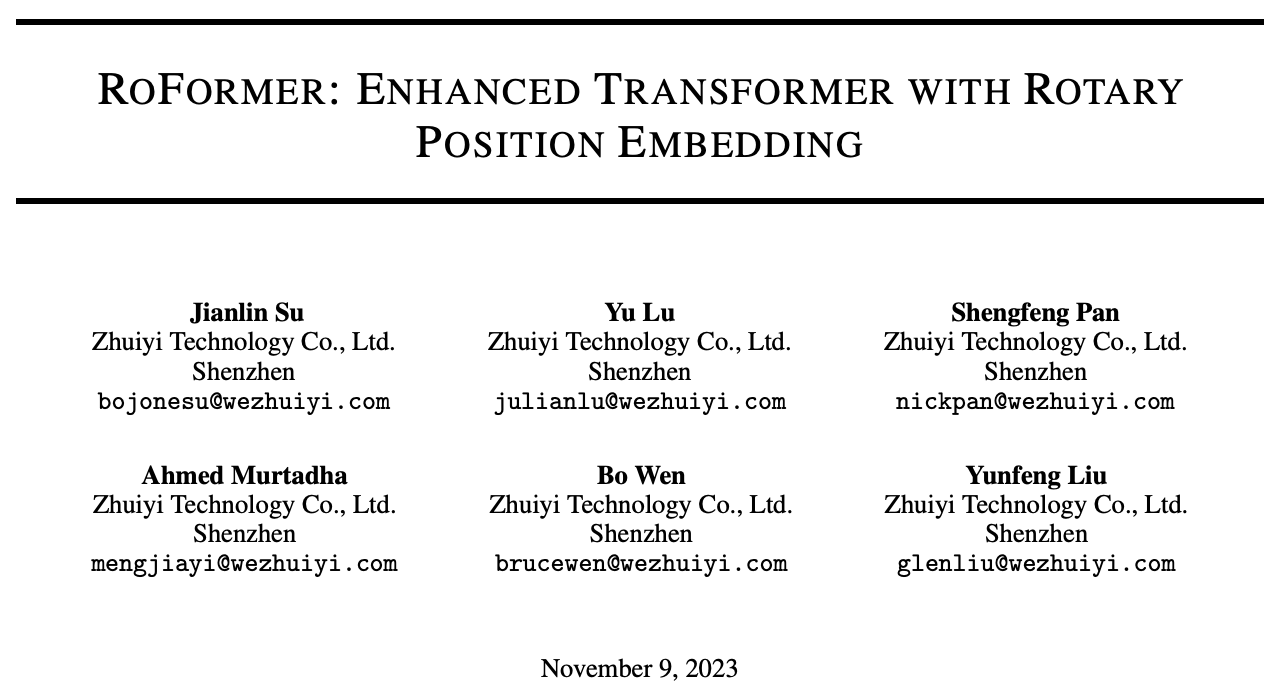 ROFORMER: ENHANCED TRANSFORMER WITH ROTARY
POSITION EMBEDDING
Jianlin Su
Zhuiyi Technology Co., Ltd.
Shenzhen
bojonesu@wezhuiyi.com
Yu Lu
Zhuiyi Technology Co., Ltd.
Shenzhen
julianlu@wezhuiyi.com
Shengfeng Pan
Zhuiyi Technology Co., Ltd.
Shenzhen
nickpan@wezhuiyi.com
Ahmed Murtadha
Zhuiyi Technology Co., Ltd.
Shenzhen
mengjiayi@wezhuiyi.com
Bo Wen
Zhuiyi Technology Co., Ltd.
Shenzhen
brucewen@wezhuiyi.com
Yunfeng Liu
Zhuiyi Technology Co., Ltd.
Shenzhen
glenliu@wezhuiyi.com
November 9, 2023